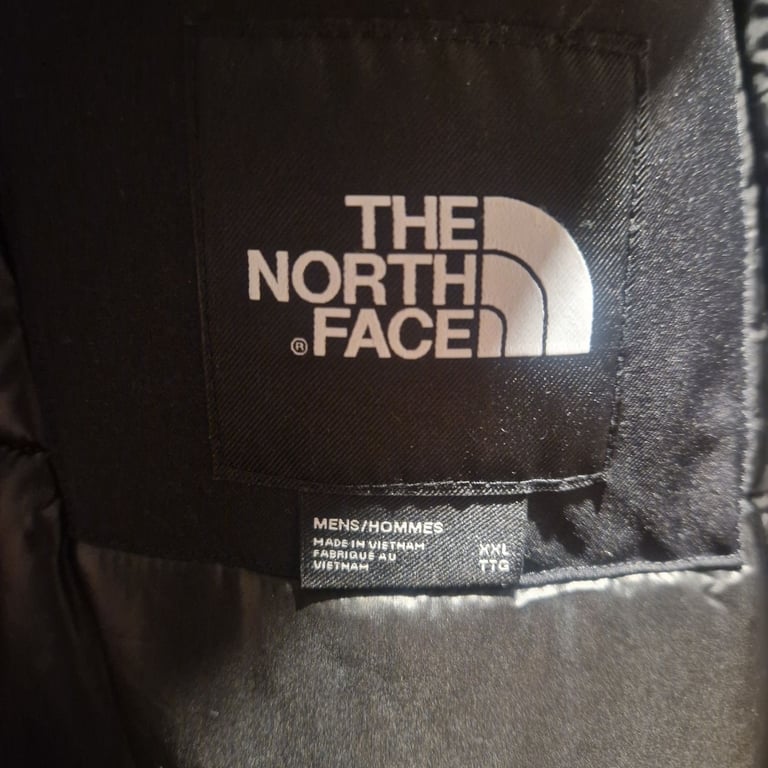 THE
NORTH
® FACE
MENS/HOMMES
MADE IN VIETNAM
FABRIQUÉ AU
VIETNAM
XXL
TTG